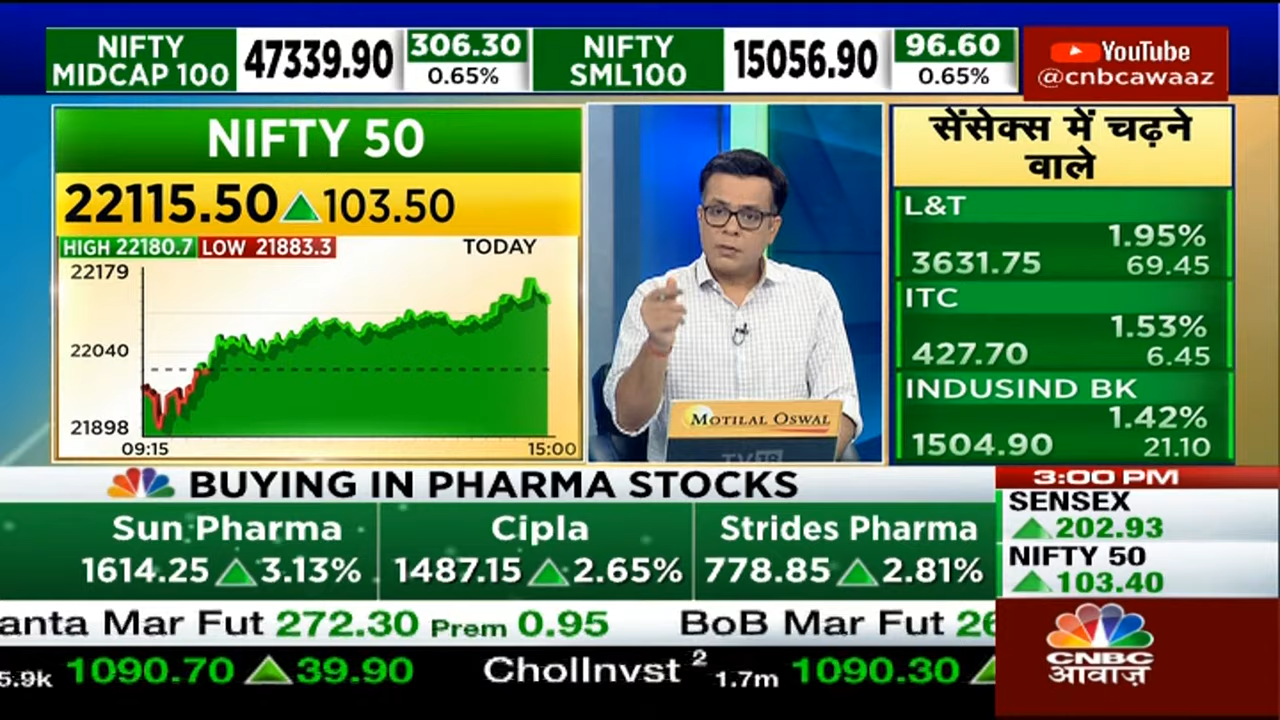 NIFTY
MIDCAP 100
47339.90
306.30
0.65%
NIFTY
SML100
15056.90
96.60
0.65%
YouTube
@cnbcawaaz
NIFTY 50
22115.50 ▲ 103.50
HIGH 22180.7 LOW 21883.3
TODAY
22179
22040
21898
09:15
15:00
MOTILAL OSWAL
TV18
सेंसेक्स में चढ़ने
वाले
L&T
1.95%
3631.75
69.45
ITC
1.53%
427.70
6.45
INDUSIND BK
1.42%
1504.90
21.10
BUYING IN PHARMA STOCKS
Sun Pharma
1614.25 ▲ 3.13%
Cipla
1487.15 ▲ 2.65%
Strides Pharma
778.85 ▲ 2.81%
3:00 PM
SENSEX
▲ 202.93
NIFTY 50
▲ 103.40
anta Mar Fut 272.30 Prem 0.95 BoB Mar Fut 26
5.9k 1090.70 ▲ 39.90 CholInvst 2 1.7m 1090.30 ▲
CNBC
आवाज़